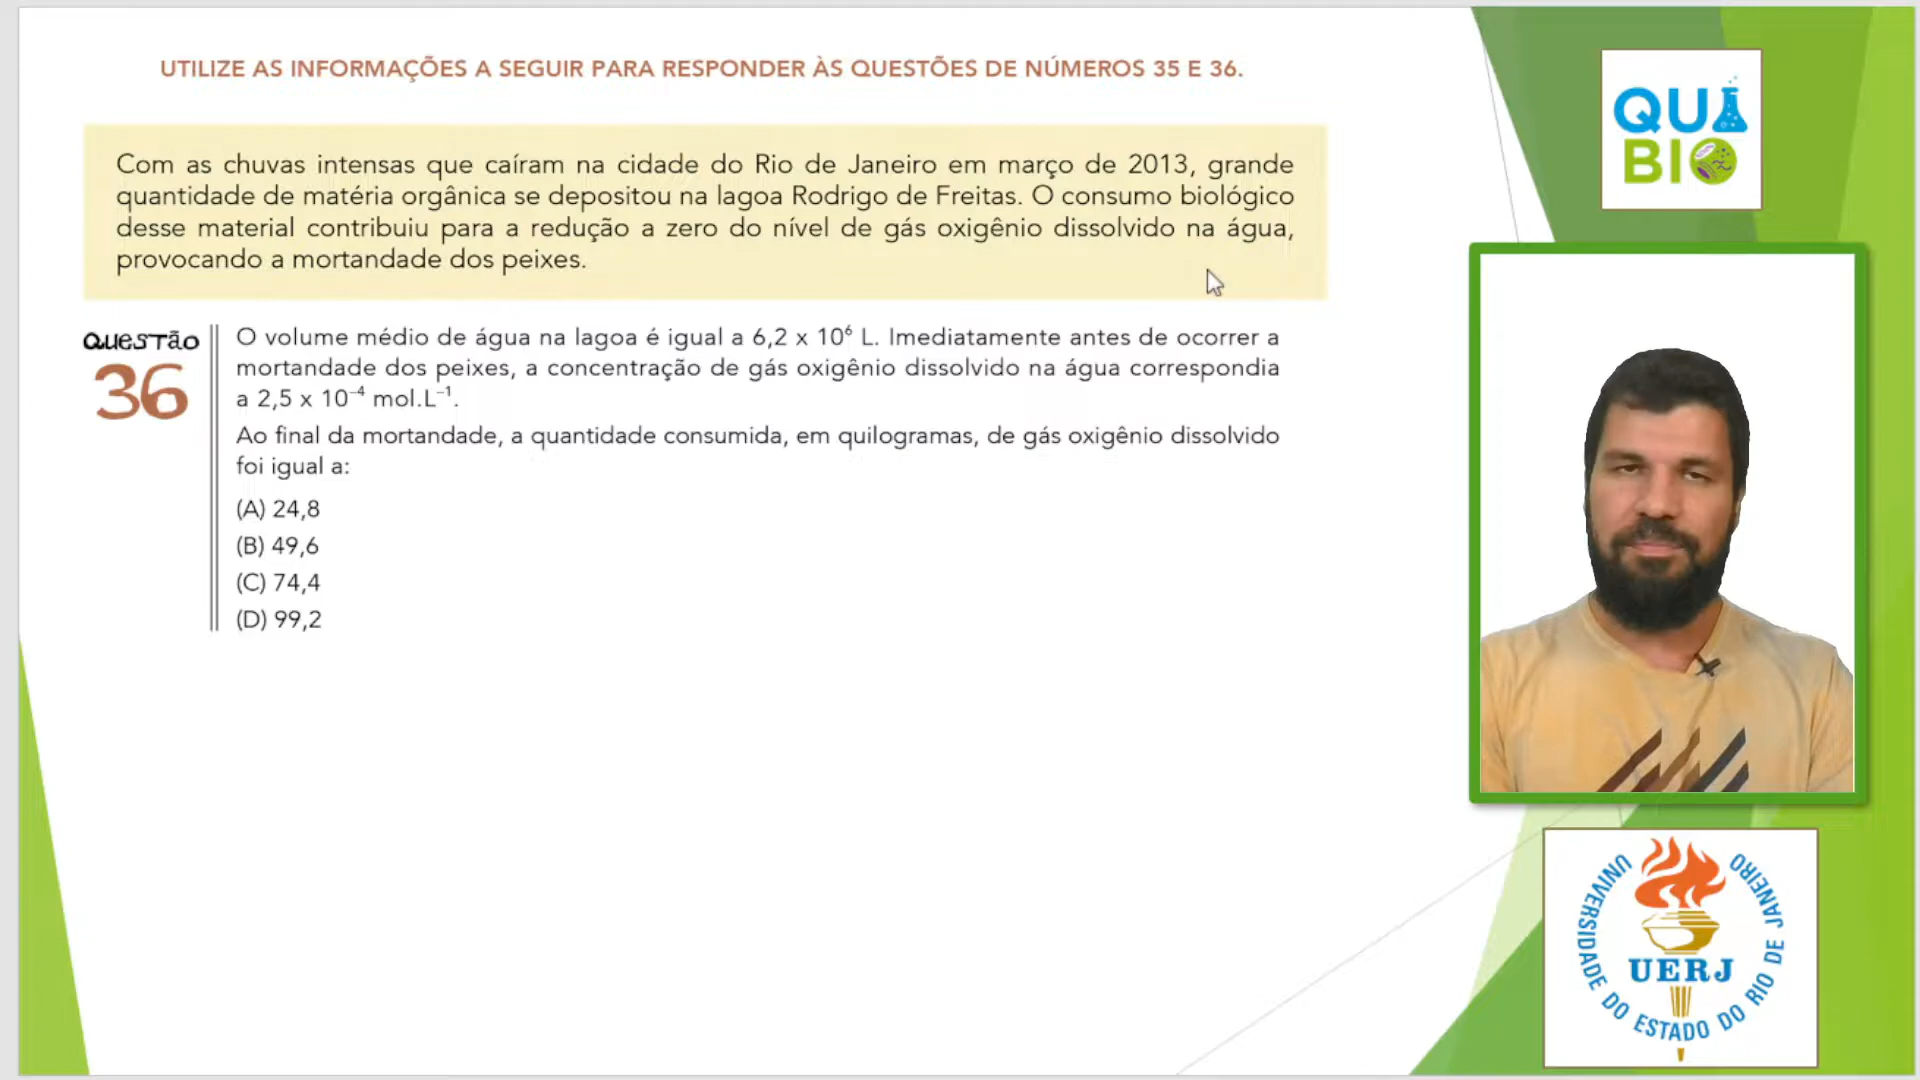 UTILIZE AS INFORMAÇÕES A SEGUIR PARA RESPONDER ÀS QUESTÕES DE NÚMEROS 35 E 36.
Com as chuvas intensas que caíram na cidade do Rio de Janeiro em março de 2013, grande
quantidade de matéria orgânica se depositou na lagoa Rodrigo de Freitas. O consumo biológico
desse material contribuiu para a redução a zero do nível de gás oxigênio dissolvido na água,
provocando a mortandade dos peixes.
QUESTÃO
36
O volume médio de água na lagoa é igual a 6,2 x 10⁶ L. Imediatamente antes de ocorrer a
mortandade dos peixes, a concentração de gás oxigênio dissolvido na água correspondia
a 2,5 x 10⁻⁴ mol.L⁻¹.
Ao final da mortandade, a quantidade consumida, em quilogramas, de gás oxigênio dissolvido
foi igual a:
(A) 24,8
(B) 49,6
(C) 74,4
(D) 99,2
QUI
BIO
UNIVERSIDADE DO ESTADO DO RIO DE JANEIRO
UERJ